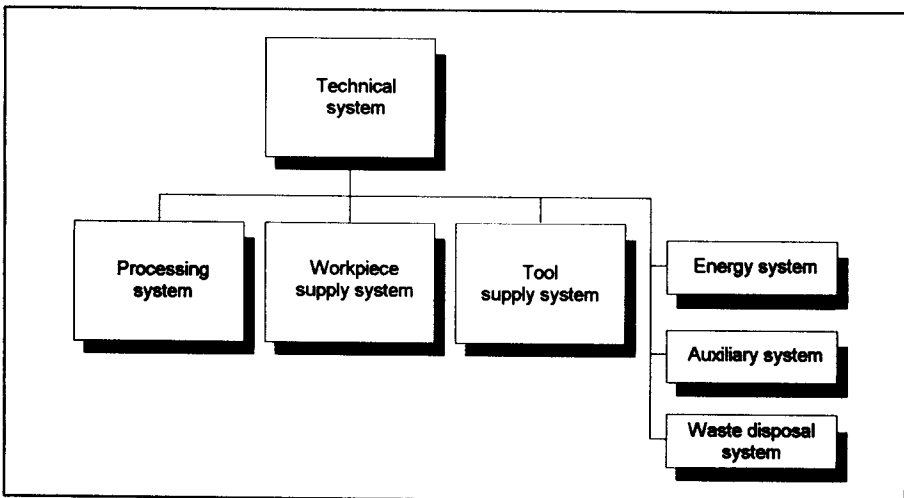 Technical
system
Processing
system
Workpiece
supply system
Tool
supply system
Energy system
Auxiliary system
Waste disposal
system